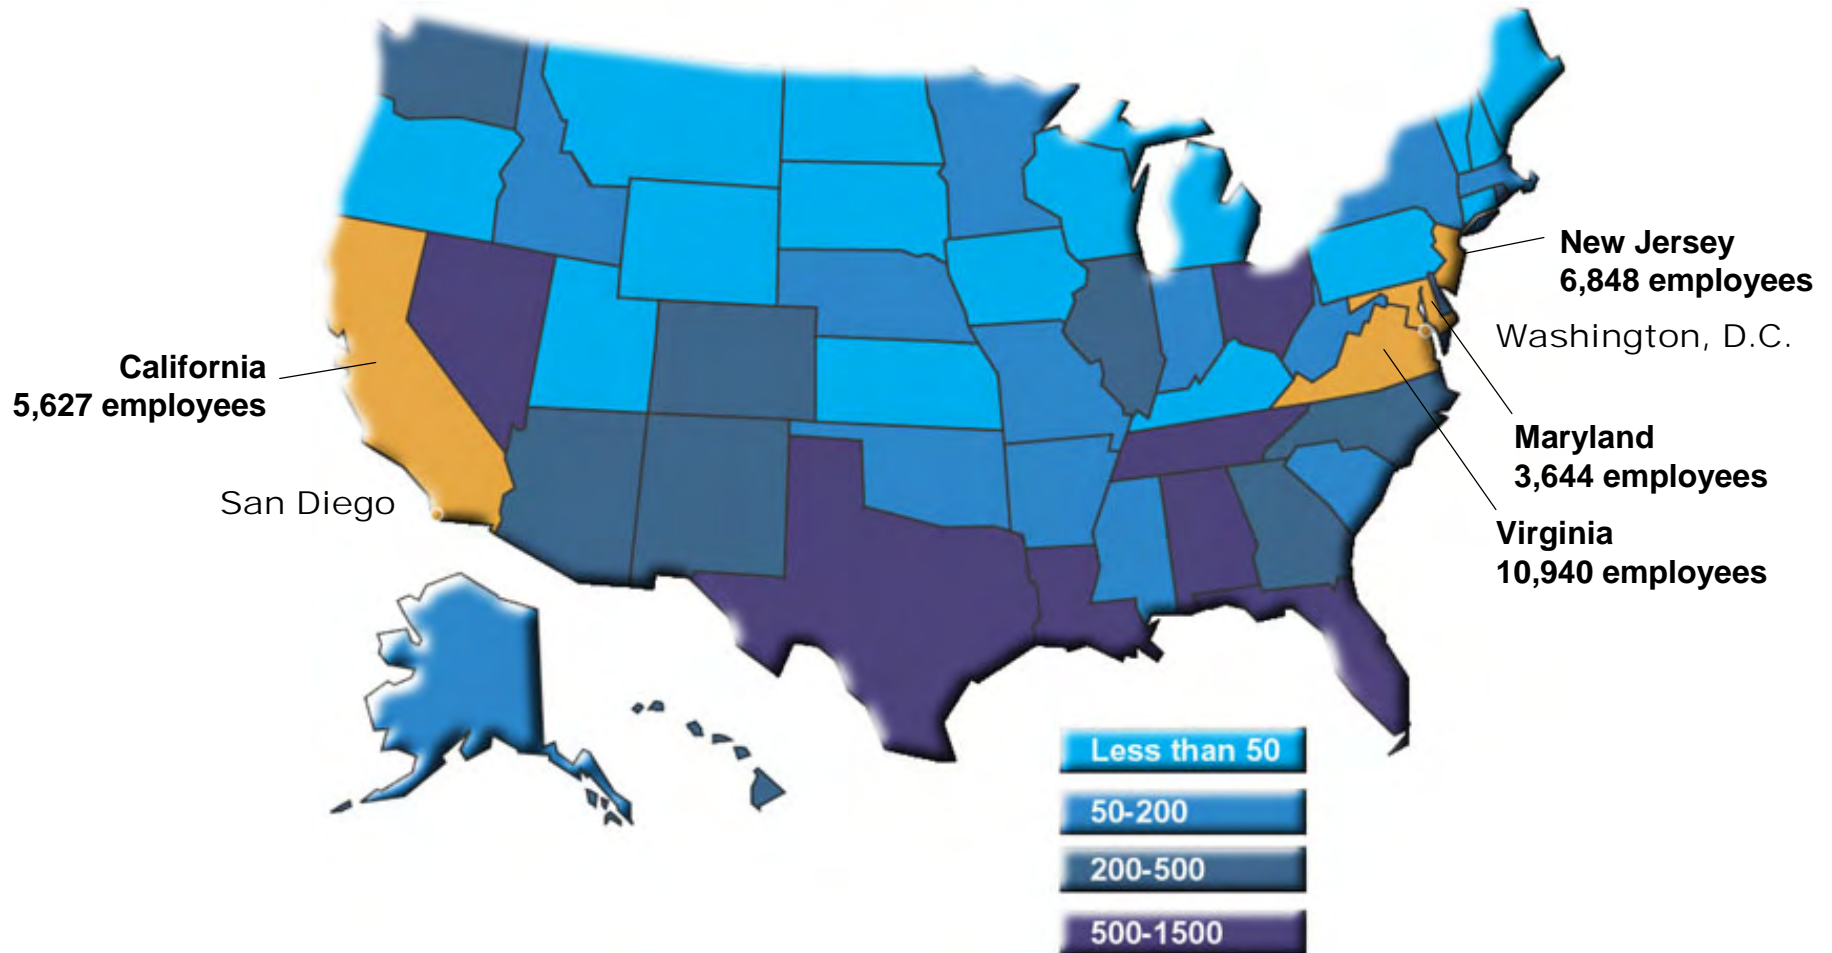 New Jersey
6,848 employees
Washington, D.C.
California
5,627 employees
Maryland
3,644 employees
San Diego
Virginia
10,940 employees
Less than 50
50-200
200-500
500-1500